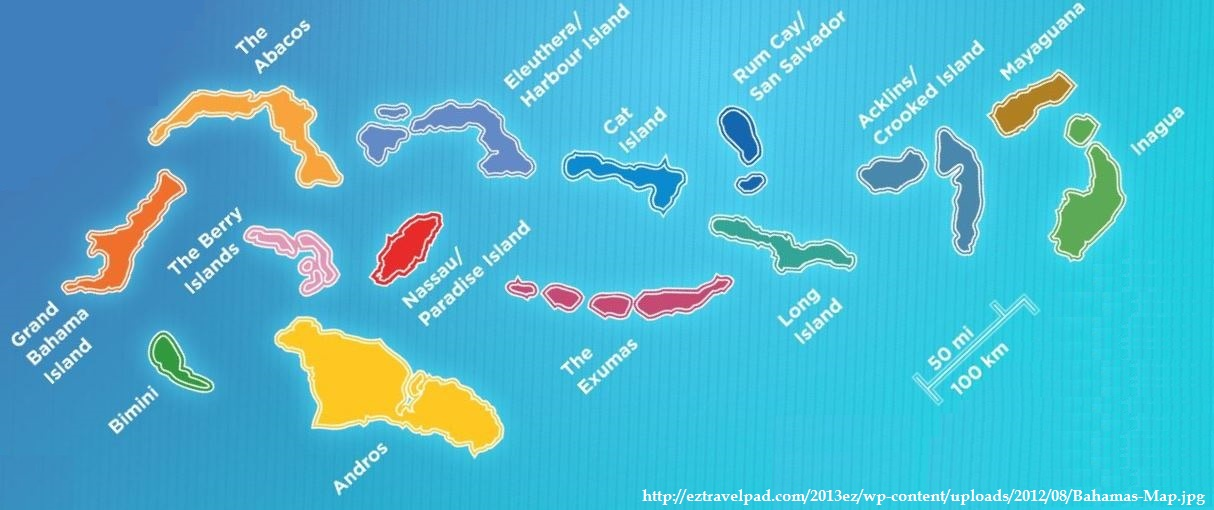 The
Abacos
Eleuthera/
Harbour Island
Cat
Island
Rum Cay/
San Salvador
Acklins/
Crooked Island
Mayaguana
Inagua
The Berry
Islands
Nassau/
Paradise Island
Grand
Bahama
Island
Bimini
Andros
The
Exumas
Long
Island
50 mi
100 km
http://eztravelpad.com/2013ez/wp-content/uploads/2012/08/Bahamas-Map.jpg